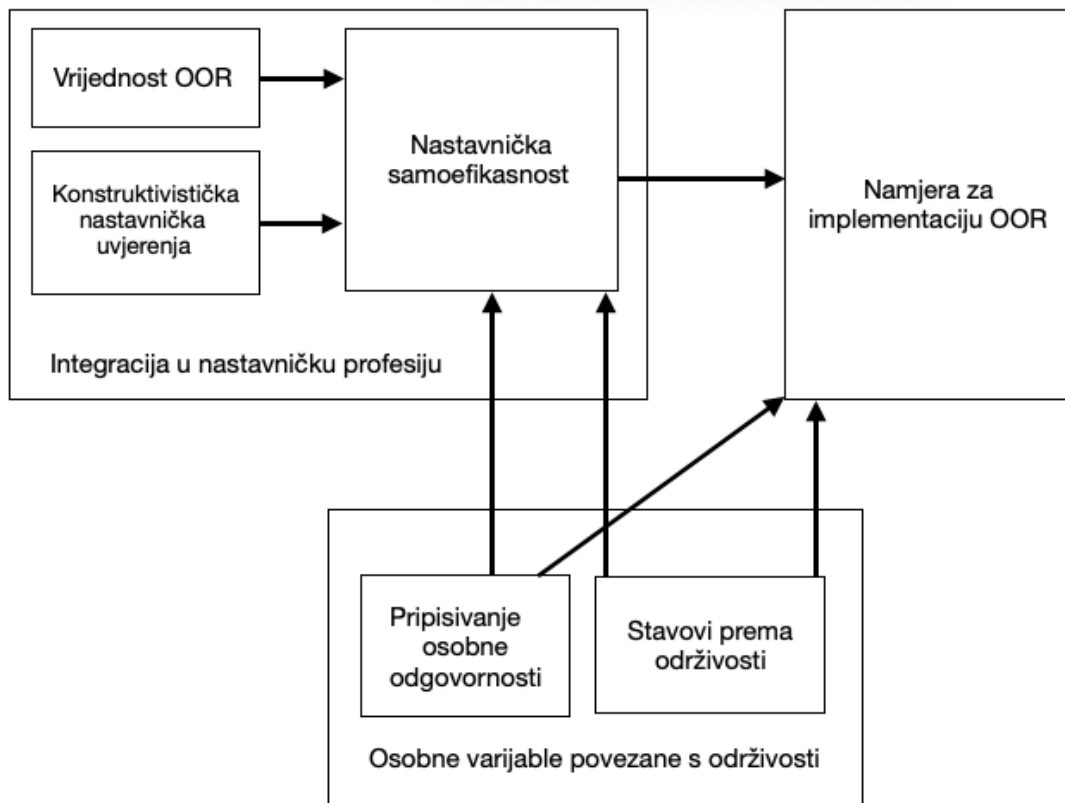 Vrijednost OOR
Konstruktivistička
nastavnička
uvjerenja
Nastavnička
samoefikasnost
Integracija u nastavničku profesiju
Namjera za
implementaciju OOR
Pripisivanje
osobne
odgovornosti
Stavovi prema
održivosti
Osobne varijable povezane s održivosti